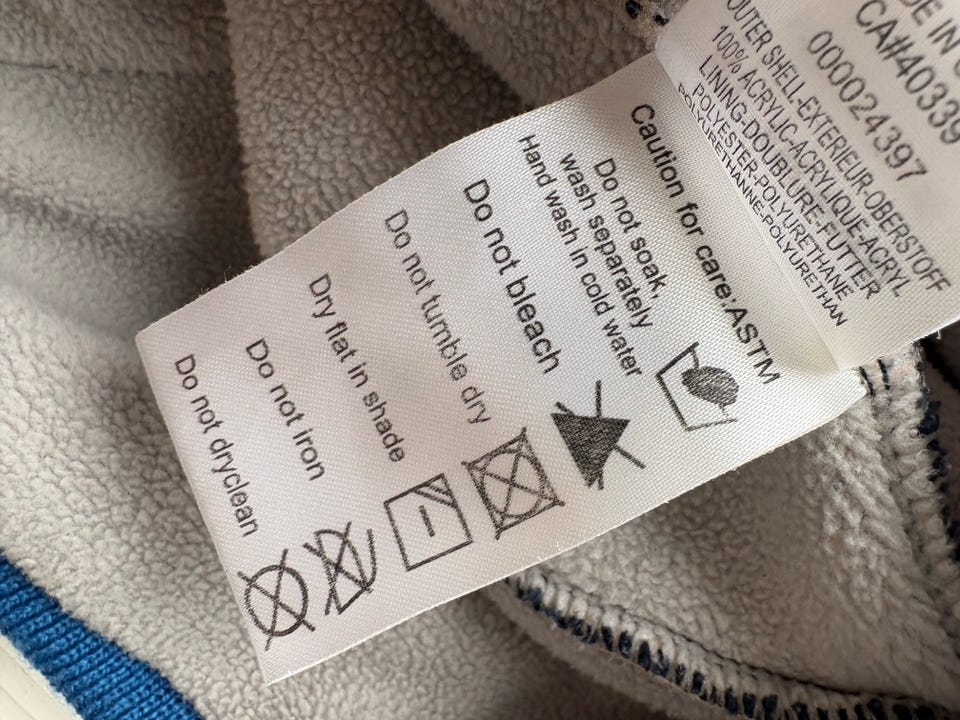 IN
CA#40339
000024397
OUTER SHELL-EXTERIEUR-OBERSTOFF
100% ACRYLIC-ACRYLIQUE-ACRYL
LINING-DOUBLURE-FUTTER
POLYESTER-POLYURETHANE
POLYURETHANNE-POLYURETHAN
Caution for care:ASTM
Do not soak,
wash separately
Hand wash in cold water
Do not bleach
Do not tumble dry
Dry flat in shade
Do not iron
Do not dryclean